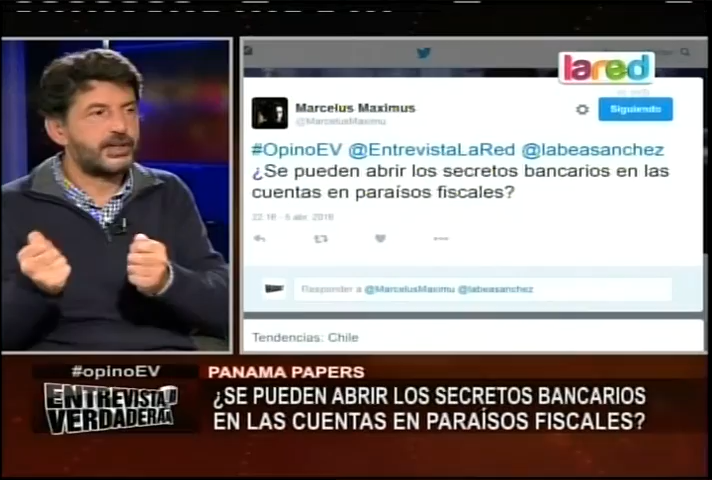 lared
Marcelus Maximus
@MarcelusMaximu
Siguiendo
#OpinoEV @EntrevistaLaRed @labeasanchez
¿Se pueden abrir los secretos bancarios en las
cuentas en paraísos fiscales?
22:16 - 5 abr. 2016
Responder a @MarcelusMaximu @labeasanchez
Tendencias: Chile
#opinoEV
PANAMA PAPERS
ENTREVISTA
VERDADERA
¿SE PUEDEN ABRIR LOS SECRETOS BANCARIOS
EN LAS CUENTAS EN PARAÍSOS FISCALES?